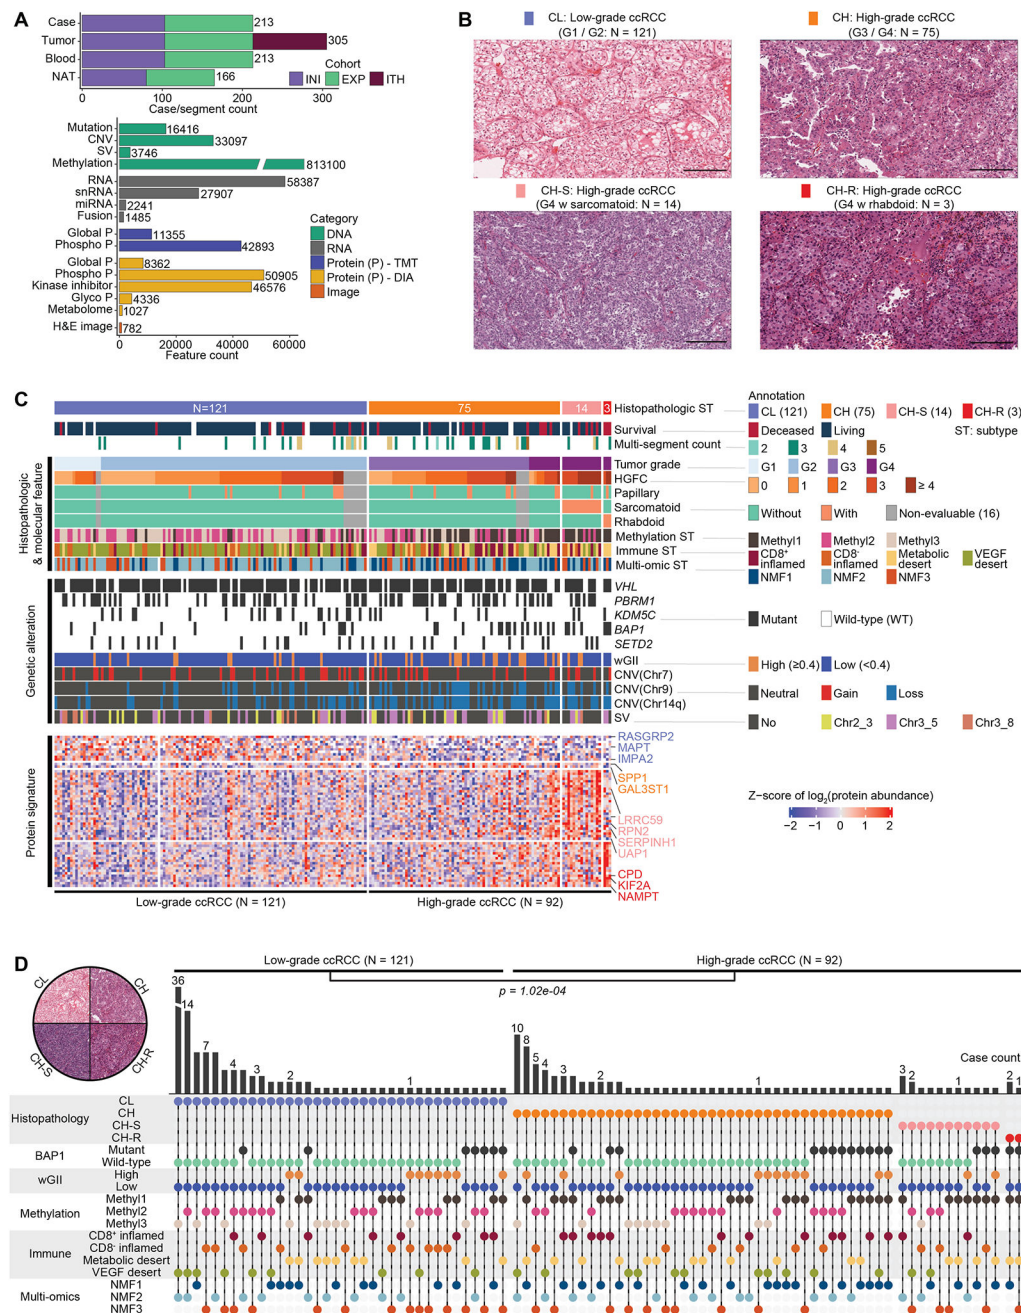 A
Case 213
Tumor 305
Blood 213
NAT 166
Cohort
INI EXP ITH
0 100 200 300
Case/segment count
Mutation 16416
CNV 33097
SV 3746
Methylation 813100
RNA 58387
snRNA 27907
miRNA 2241
Fusion 1485
Global P 11355
Phospho P 42893
Global P 8362
Phospho P 50905
Kinase inhibitor 46576
Glyco P 4336
Metabolome 1027
H&E image 782
0 20000 40000 60000
Feature count
Category
DNA
RNA
Protein (P) - TMT
Protein (P) - DIA
Image
B
CL: Low-grade ccRCC
(G1 / G2: N = 121)
CH: High-grade ccRCC
(G3 / G4: N = 75)
CH-S: High-grade ccRCC
(G4 w sarcomatoid: N = 14)
CH-R: High-grade ccRCC
(G4 w rhabdoid: N = 3)
C
N=121 75 14 3
Histopathologic ST
Survival
Multi-segment count
Histopathologic
& molecular feature
Tumor grade
HGFC
Papillary
Sarcomatoid
Rhabdoid
Methylation ST
Immune ST
Multi-omic ST
Genetic alteration
VHL
PBRM1
KDM5C
BAP1
SETD2
wGII
CNV(Chr7)
CNV(Chr9)
CNV(Chr14q)
SV
Protein signature
RASGRP2
MAPT
IMPA2
SPP1
GAL3ST1
LRRC59
RPN2
SERPINH1
UAP1
CPD
KIF2A
NAMPT
Low-grade ccRCC (N = 121)
High-grade ccRCC (N = 92)
Annotation
CL (121) CH (75) CH-S (14) CH-R (3)
Deceased Living ST: subtype
2 3 4 5
G1 G2 G3 G4
0 1 2 3 ≥ 4
Without With Non-evaluable (16)
Methyl1 Methyl2 Methyl3
CD8+ inflamed CD8- inflamed Metabolic desert VEGF desert
NMF1 NMF2 NMF3
Mutant Wild-type (WT)
High (≥0.4) Low (<0.4)
Neutral Gain Loss
No Chr2_3 Chr3_5 Chr3_8
Z-score of log2(protein abundance)
−2 −1 0 1 2
D
CL
CH
CH-S
CH-R
Low-grade ccRCC (N = 121)
High-grade ccRCC (N = 92)
p = 1.02e-04
36
14
7
4
3
2
1
10
8
5
4
3
2
1
3
2
1
2
1
Case count
Histopathology
CL
CH
CH-S
CH-R
BAP1
Mutant
Wild-type
wGII
High
Low
Methylation
Methyl1
Methyl2
Methyl3
Immune
CD8+ inflamed
CD8- inflamed
Metabolic desert
VEGF desert
Multi-omics
NMF1
NMF2
NMF3